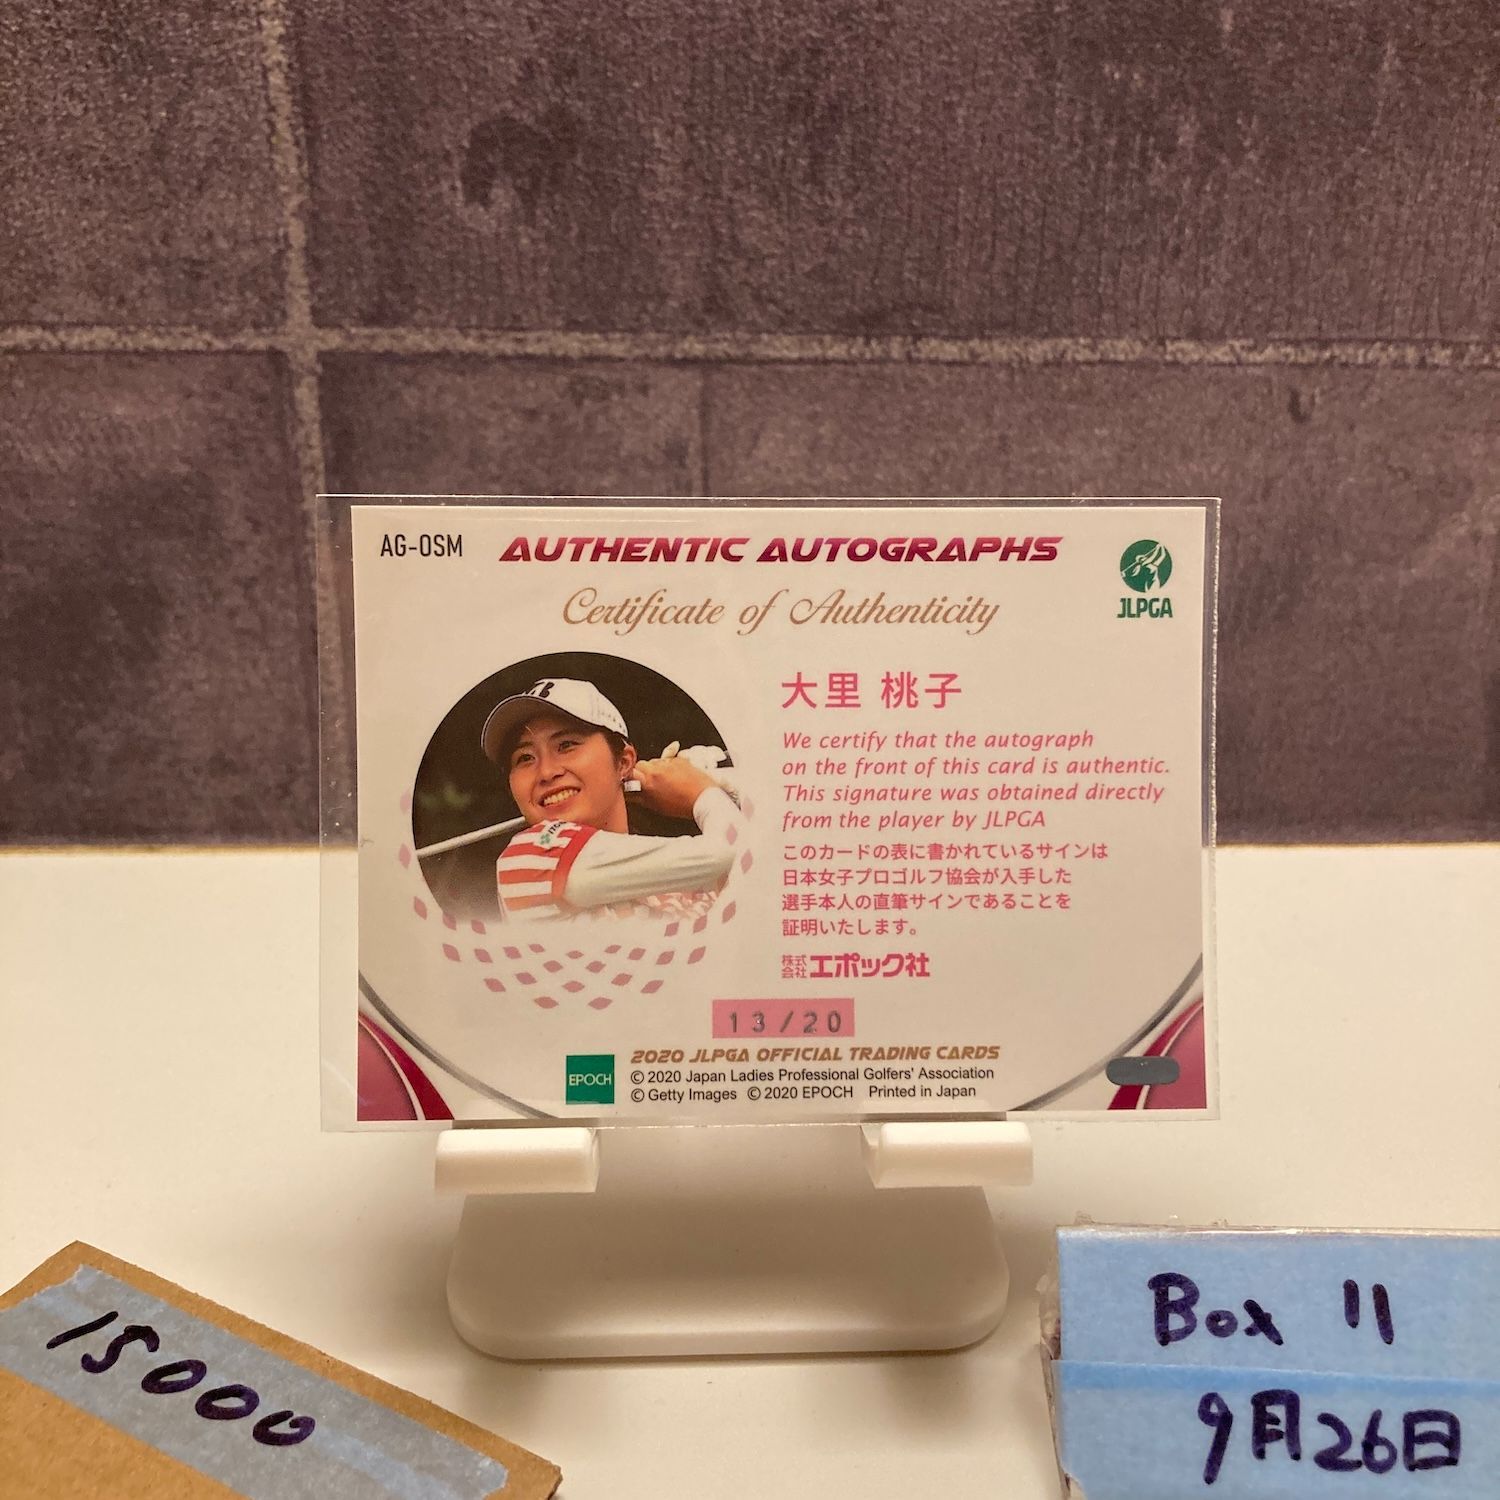 AG-OSM
AUTHENTIC AUTOGRAPHS
JLPGA
Certificate of Authenticity
大里 桃子
We certify that the autograph
on the front of this card is authentic.
This signature was obtained directly
from the player by JLPGA
このカードの表に書かれているサインは
日本女子プロゴルフ協会が入手した
選手本人の直筆サインであることを
証明いたします。
株式会社エポック社
13/20
EPOCH
2020 JLPGA OFFICIAL TRADING CARDS
© 2020 Japan Ladies Professional Golfers' Association
© Getty Images © 2020 EPOCH Printed in Japan
15000
Box 11
9月26日